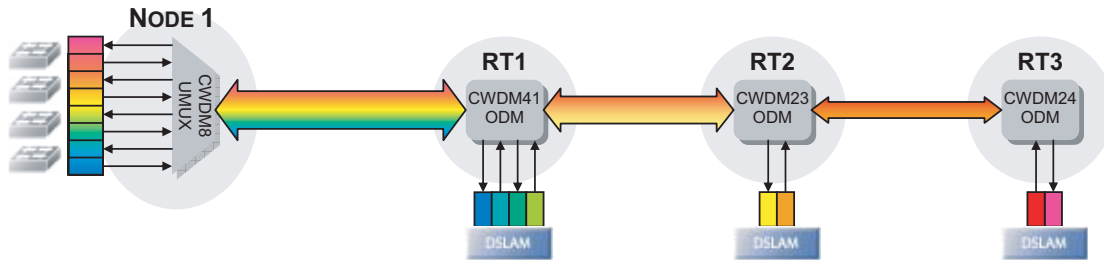 NODE 1
CWDM8
UMUX
RT1
CWDM41
ODM
DSLAM
RT2
CWDM23
ODM
DSLAM
RT3
CWDM24
ODM
DSLAM